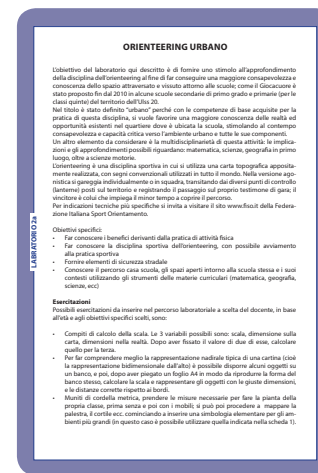 ORIENTEERING URBANO
L'obiettivo del laboratorio qui descritto è di fornire uno stimolo all'approfondimento
della disciplina dell'orienteering al fine di far conseguire una maggiore consapevolezza e
conoscenza dello spazio attraversato e vissuto attorno alle scuole; come il Giocacuore è
stato proposto fin dal 2010 in alcune scuole secondarie di primo grado e primarie (per le
classi quinte) del territorio dell'Ulss 20.
Nel titolo è stato definito "urbano" perché con le competenze di base acquisite per la
pratica di questa disciplina, si vuole favorire una maggiore conoscenza delle realtà ed
opportunità esistenti nel quartiere dove è ubicata la scuola, stimolando al contempo
consapevolezza e capacità critica verso l'ambiente urbano e tutte le sue componenti.
Un altro elemento da considerare è la multidisciplinarietà di questa attività: le implica-
zioni e gli approfondimenti possibili riguardano: matematica, scienze, geografia in primo
luogo, oltre a scienze motorie.
L'orienteering è una disciplina sportiva in cui si utilizza una carta topografica apposita-
mente realizzata, con segni convenzionali utilizzati in tutto il mondo. Nella versione ago-
nistica si gareggia individualmente o in squadra, transitando dai diversi punti di controllo
(lanterne) posti sul territorio e registrando il passaggio sul proprio testimone di gara; il
vincitore è colui che impiega il minor tempo a coprire il percorso.
Per indicazioni tecniche più specifiche si invita a visitare il sito www.fiso.it della Federa-
zione Italiana Sport Orientamento.
Obiettivi specifici:
• Far conoscere i benefici derivanti dalla pratica di attività fisica
• Far conoscere la disciplina sportiva dell'orienteering, con possibile avviamento
alla pratica sportiva
• Fornire elementi di sicurezza stradale
• Conoscere il percorso casa scuola, gli spazi aperti intorno alla scuola stessa e i suoi
contesti utilizzando gli strumenti delle materie curricolari (matematica, geografia,
scienze, ecc)
Esercitazioni
Possibili esercitazioni da inserire nel percorso laboratoriale a scelta del docente, in base
all'età e agli obiettivi specifici scelti, sono:
• Compiti di calcolo della scala. Le 3 variabili possibili sono: scala, dimensione sulla
carta, dimensioni nella realtà. Dopo aver fissato il valore di due di esse, calcolare
quello per la terza.
• Per far comprendere meglio la rappresentazione radirale tipica di una cartina (cioè
la rappresentazione bidimensionale dall'alto) è possibile disporre alcuni oggetti su
un banco, e poi, dopo aver piegato un foglio A4 in modo da riprodurre la forma del
banco stesso, calcolare la scala e rappresentare gli oggetti con le giuste dimensioni,
e le distanze corrette rispetto ai bordi.
• Muniti di cordella metrica, prendere le misure necessarie per fare la pianta della
propria classe, prima senza e poi con i mobili; si può poi procedere a mappare la
palestra, il cortile ecc. cominciando a inserire una simbologia elementare per gli am-
bienti più grandi (in questo caso è possibile utilizzare quella indicata nella scheda 1).
LABRATORIO 2a